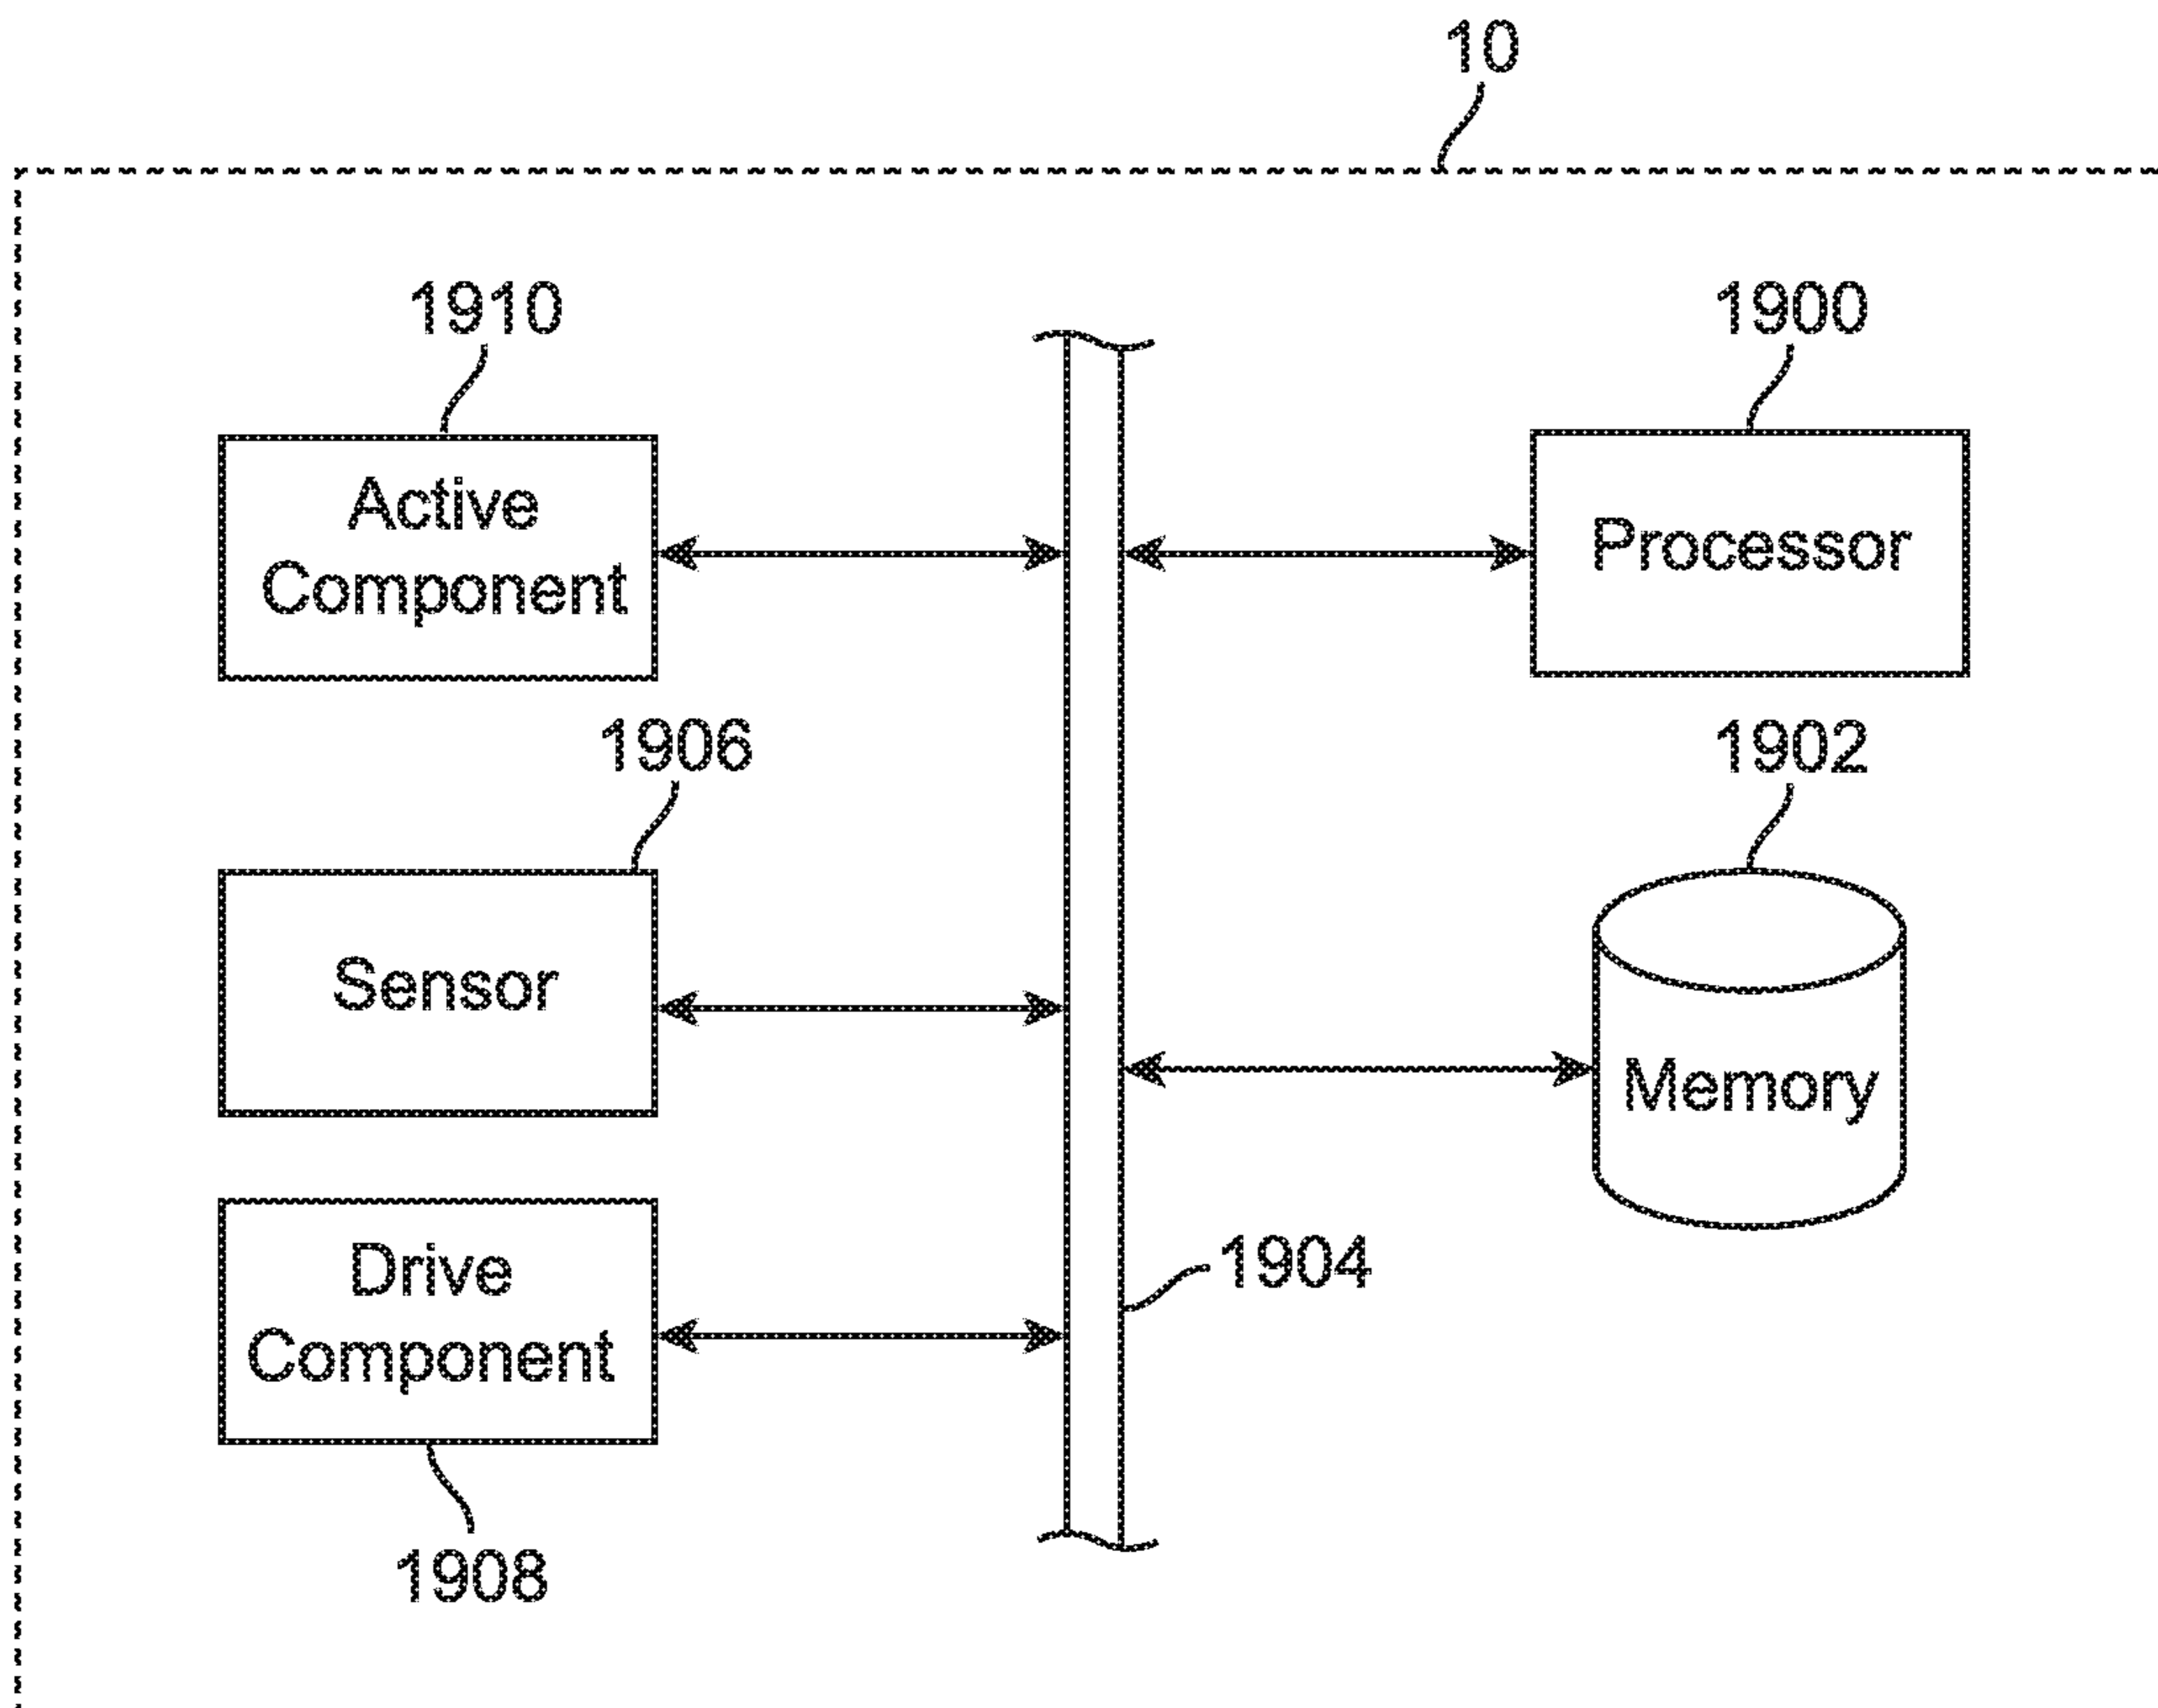 10
1910
1900
Active
Component
Processor
1906
1902
Sensor
Memory
Drive
Component
1904
1908